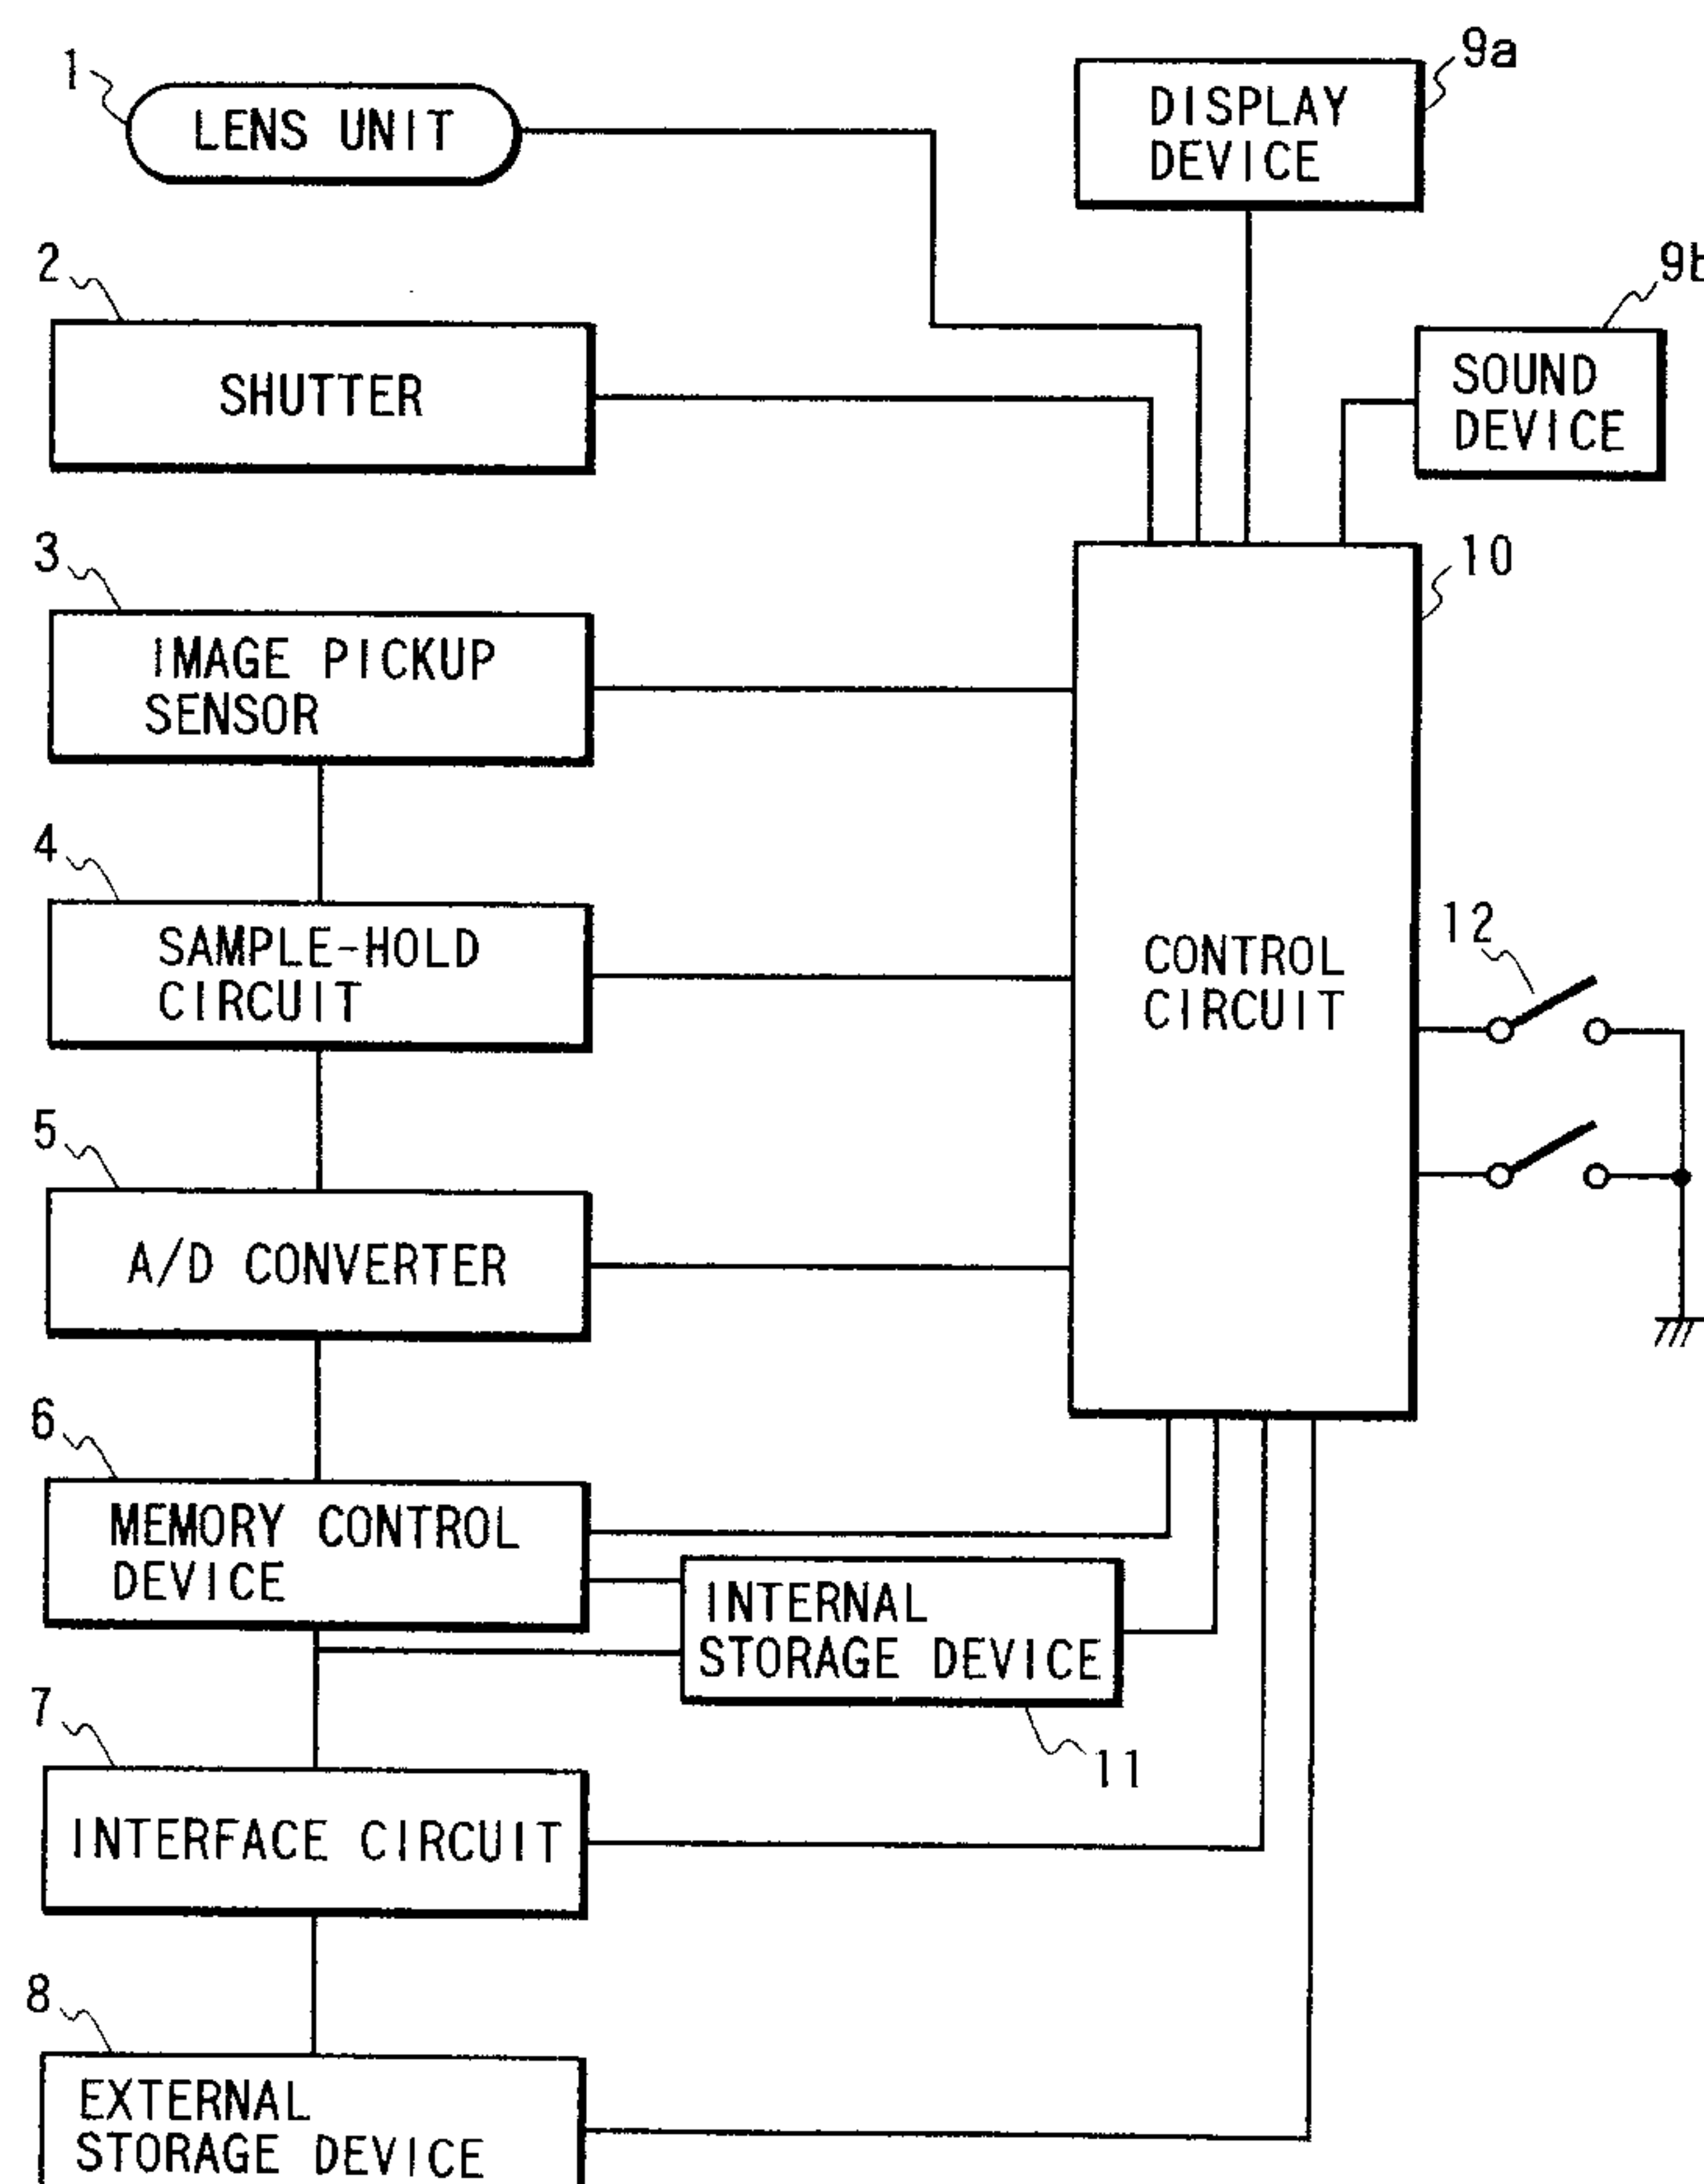 1
LENS UNIT
9a
DISPLAY
DEVICE
2
SHUTTER
9b
SOUND
DEVICE
3
IMAGE PICKUP
SENSOR
10
CONTROL
CIRCUIT
4
SAMPLE-HOLD
CIRCUIT
12
5
A/D CONVERTER
6
MEMORY CONTROL
DEVICE
INTERNAL
STORAGE DEVICE
11
7
INTERFACE CIRCUIT
8
EXTERNAL
STORAGE DEVICE